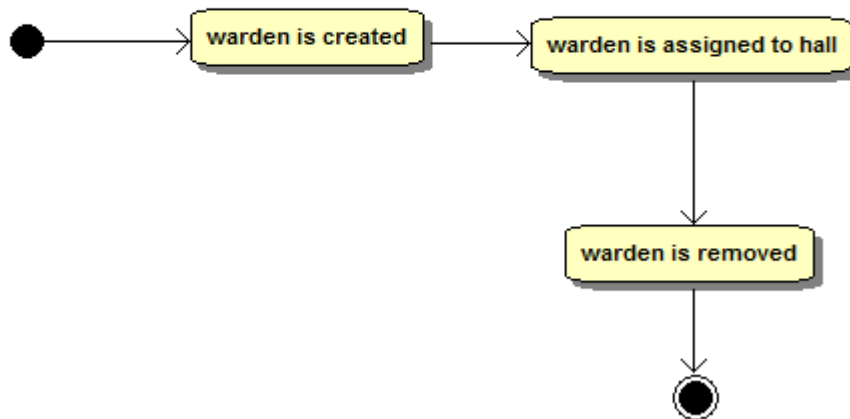 warden is created
warden is assigned to hall
warden is removed